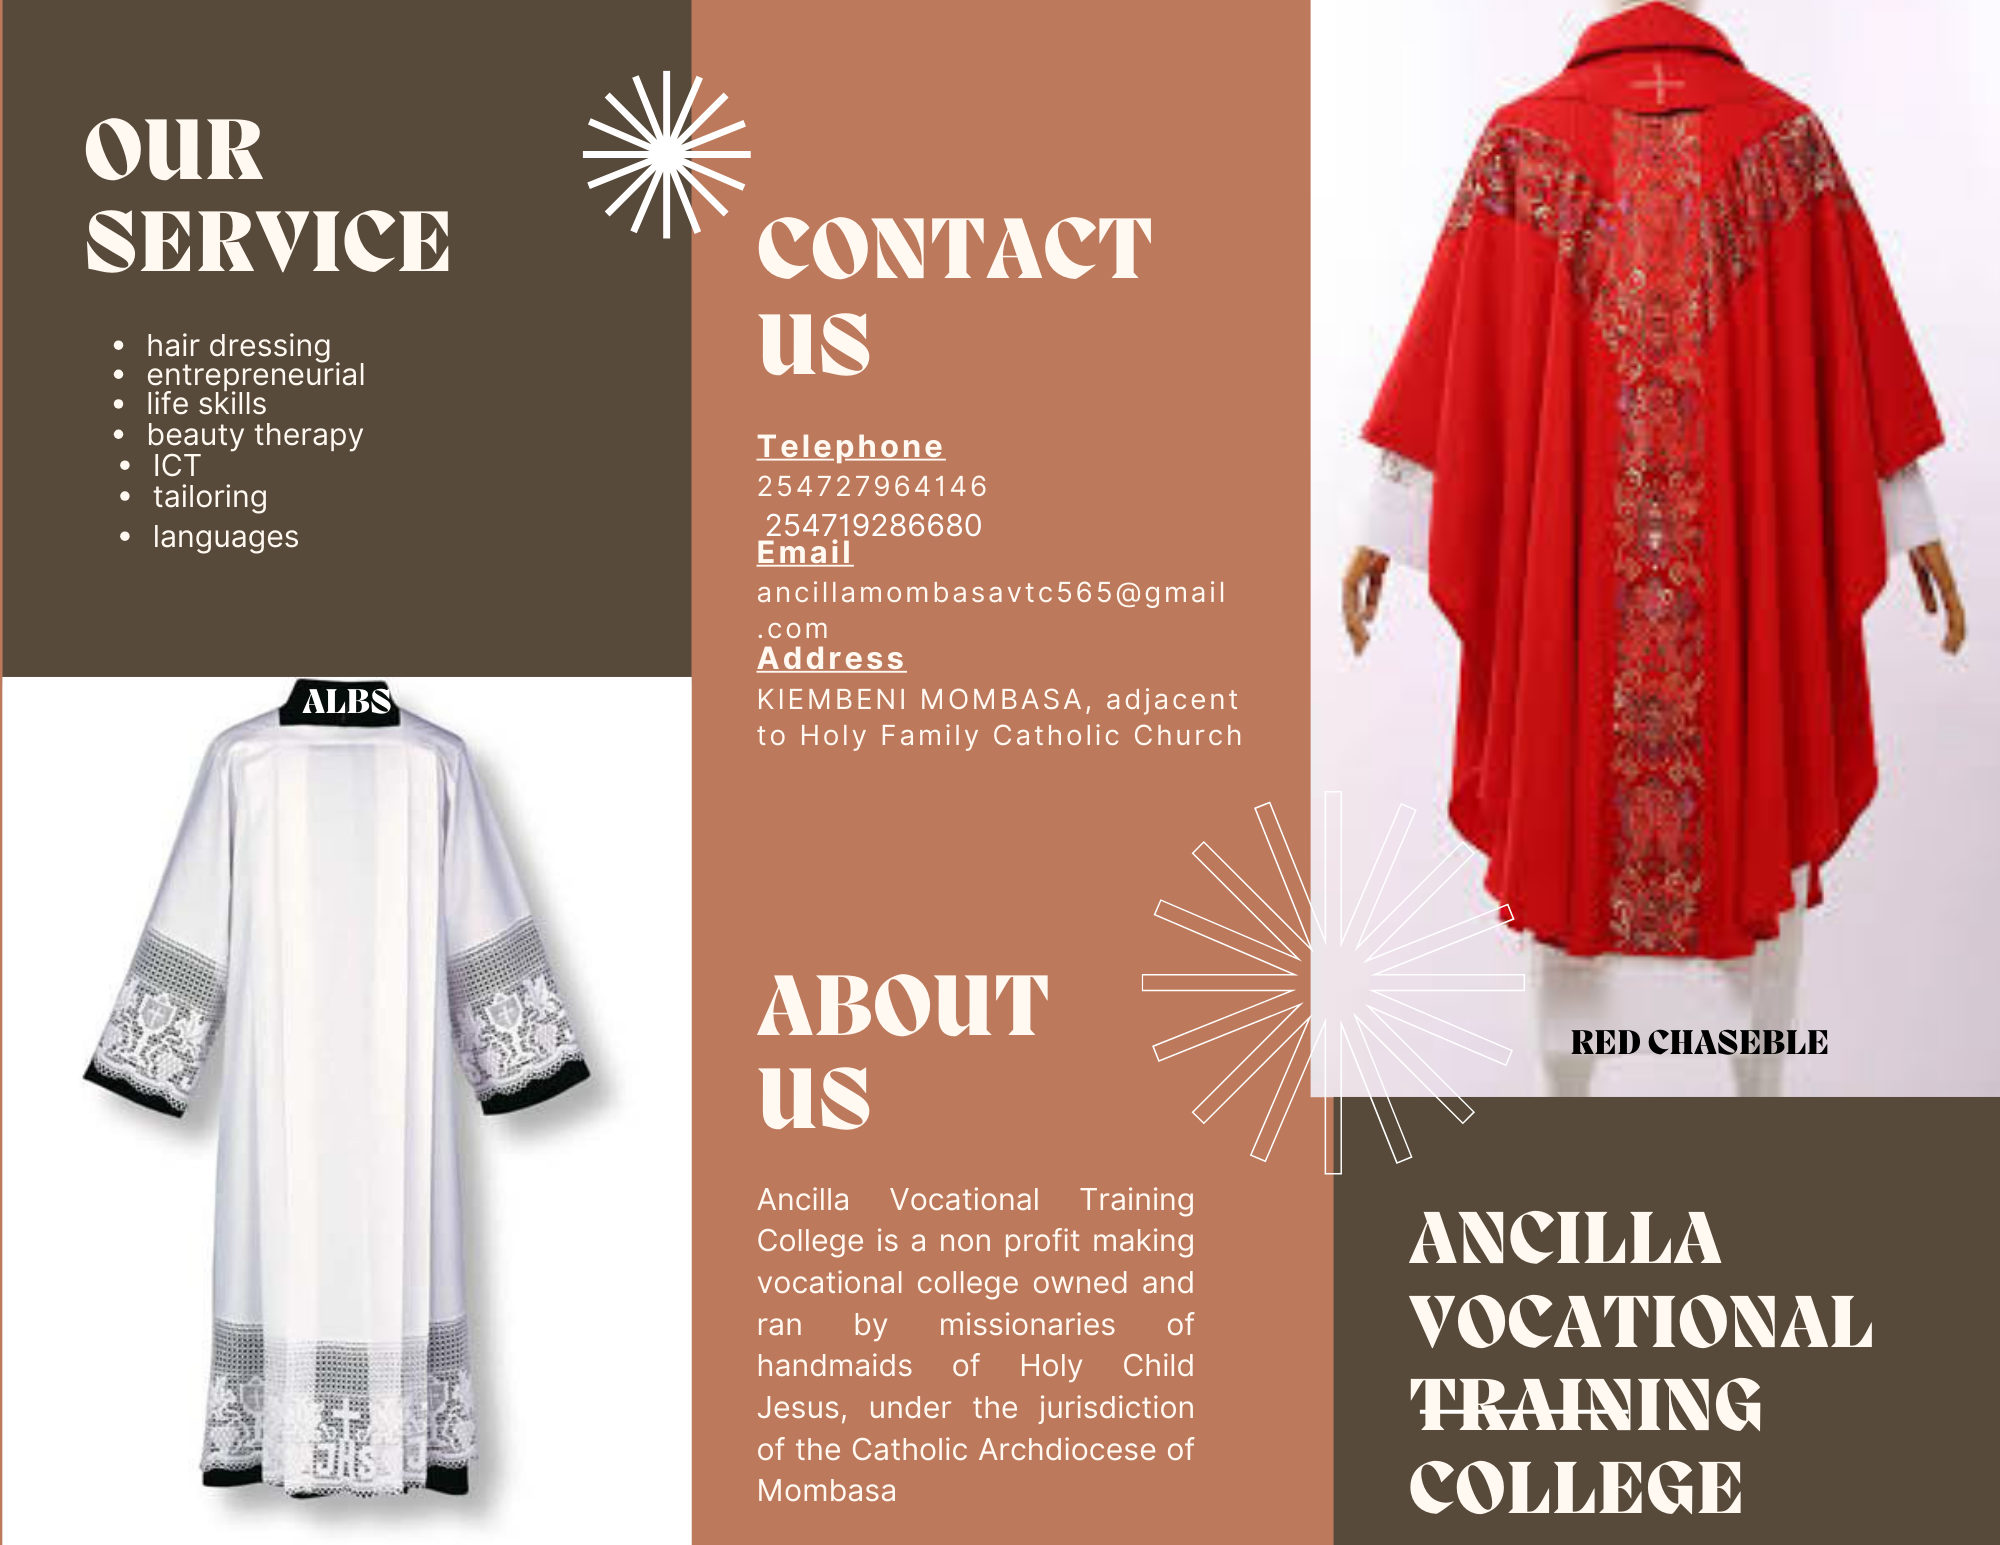 OUR
SERVICE
• hair dressing
• entrepreneurial
• life skills
• beauty therapy
• ICT
• tailoring
• languages
ALBS
JHS
CONTACT
US
Telephone
254727964146
254719286680
Email
ancillamombasavtc565@gmail
.com
Address
KIEMBENI MOMBASA, adjacent
to Holy Family Catholic Church
ABOUT
US
Ancilla Vocational Training
College is a non profit making
vocational college owned and
ran by missionaries of
handmaids of Holy Child
Jesus, under the jurisdiction
of the Catholic Archdiocese of
Mombasa
RED CHASEBLE
ANCILLA
VOCATIONAL
TRAINING
COLLEGE